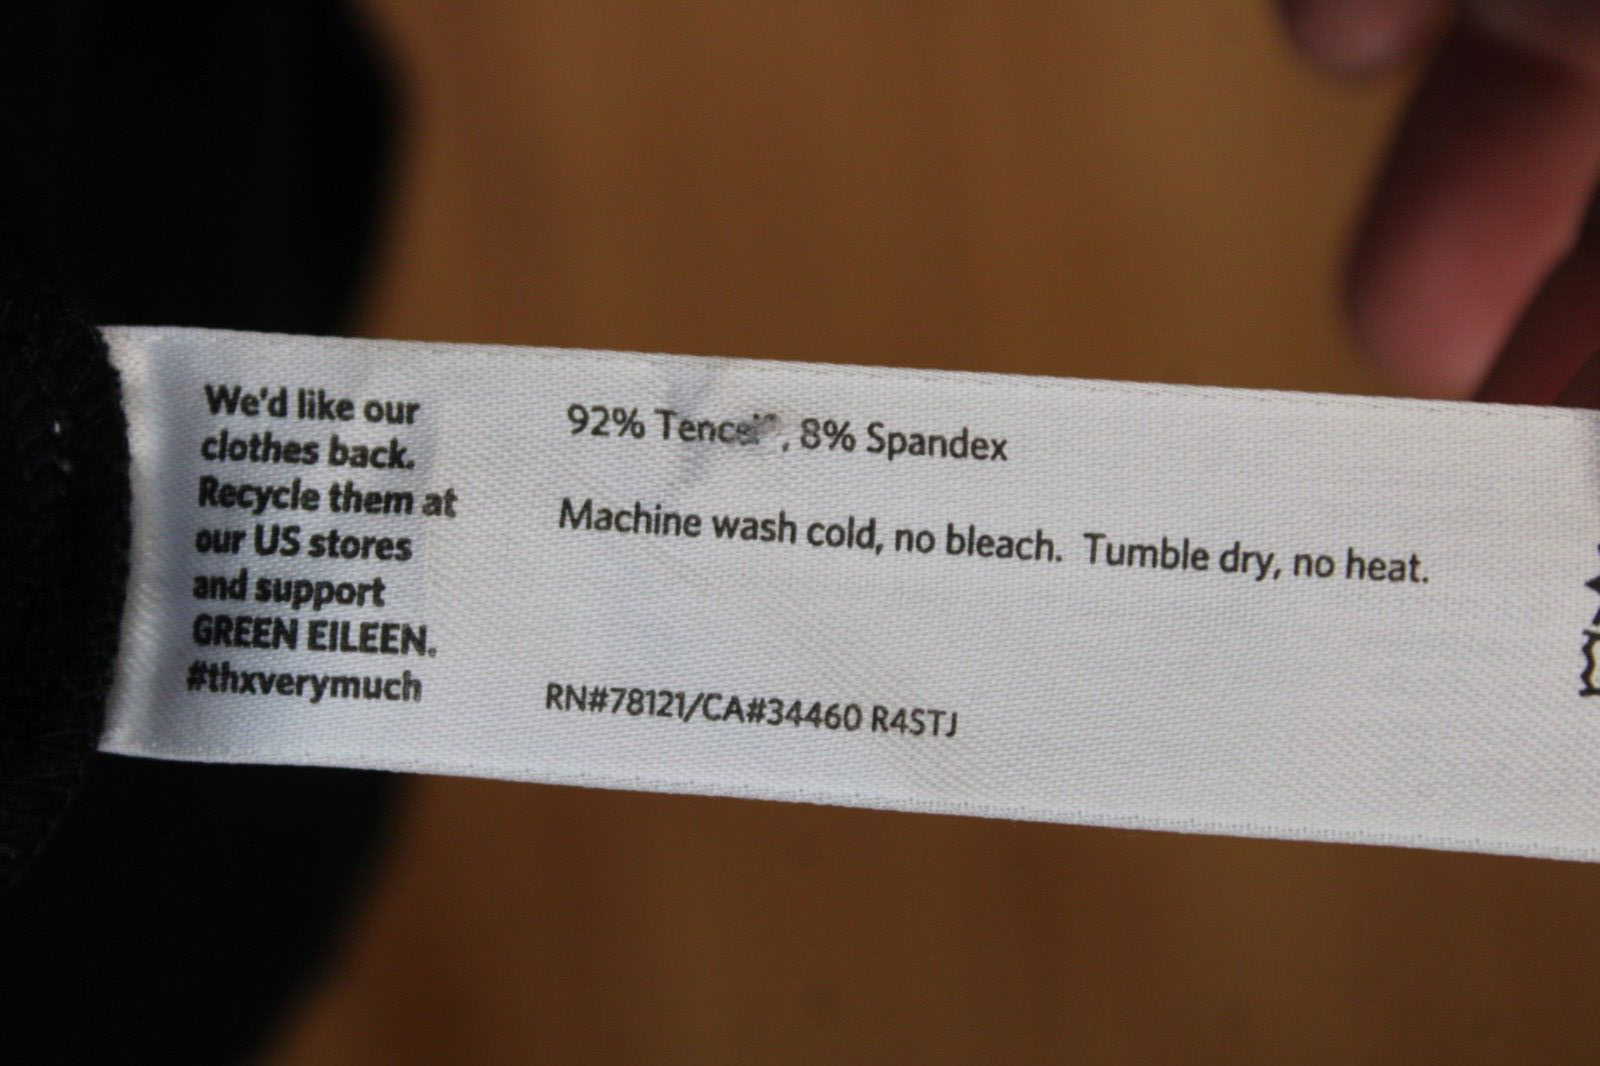 We'd like our
clothes back.
Recycle them at
our US stores
and support
GREEN EILEEN.
#thxverymuch
92% Tencel®, 8% Spandex
Machine wash cold, no bleach.  Tumble dry, no heat.
RN#78121/CA#34460 R4STJ